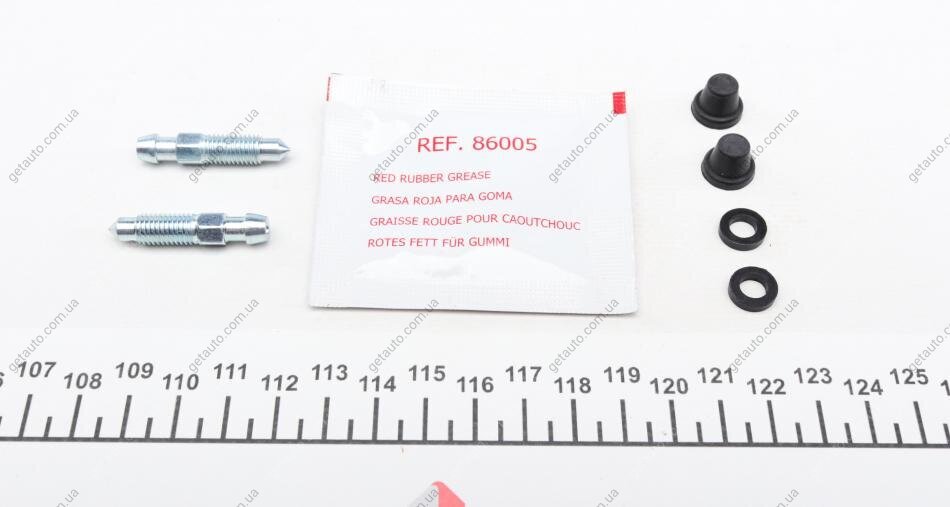 REF. 86005
RED RUBBER GREASE
GRASA ROJA PARA GOMA
GRAISSE ROUGE POUR CAOUTCHOUC
ROTES FETT FÜR GUMMI
107 108 109 110 111 112 113 114 115 116 117 118 119 120 121 122 123 124 125
getauto.com.ua